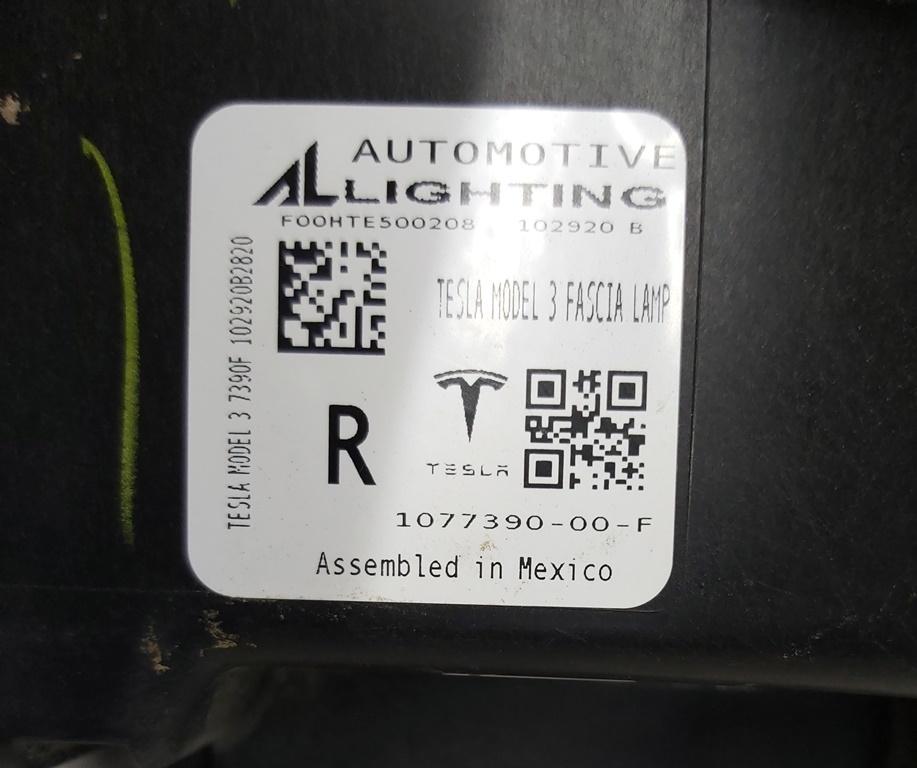 AL AUTOMOTIVE
LIGHTING
F00HTE500208 102920 B
TESLA MODEL 3 7390F 102920B2820
TESLA MODEL 3 FASCIA LAMP
R
TESLA
1077390-00-F
Assembled in Mexico